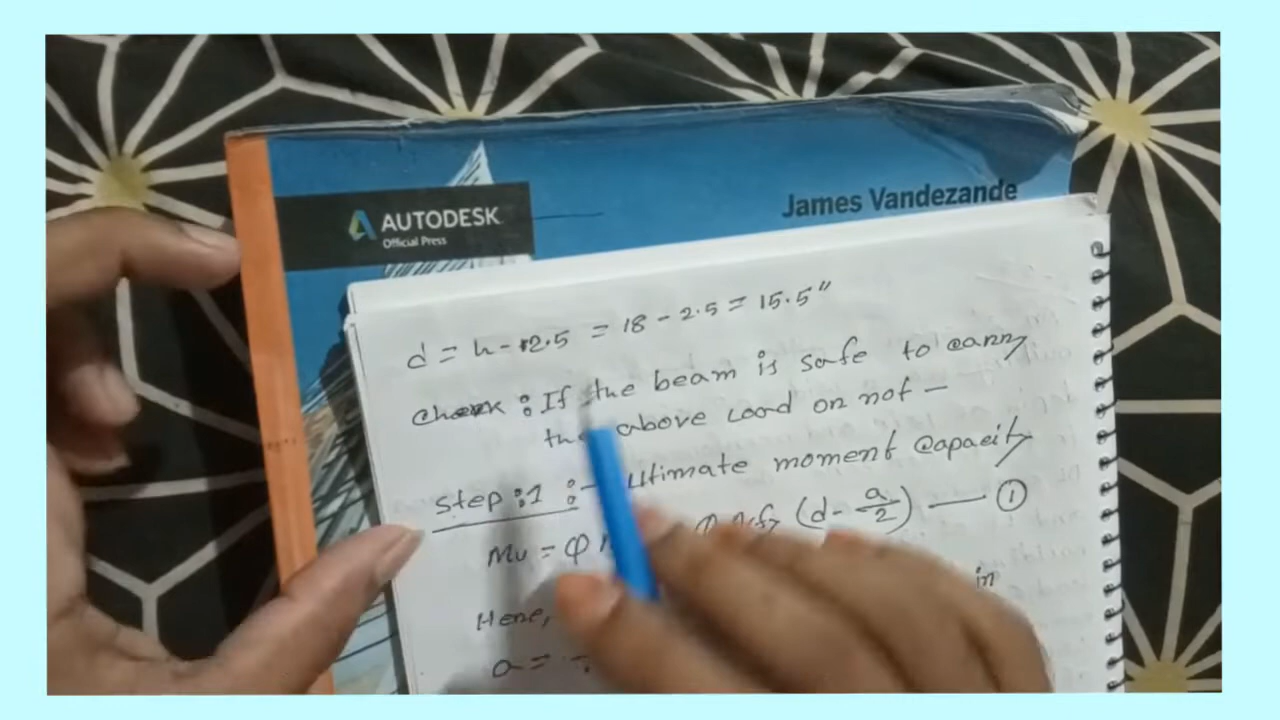 AUTODESK
Official Press
James Vandezande
d = h - 2.5 = 18 - 2.5 = 15.5"
Check : If the beam is safe to carry
the above load or not —
Step :1 :- Ultimate moment capacity
Mu = φ (d - a/2) —— ①
Here, in
a =